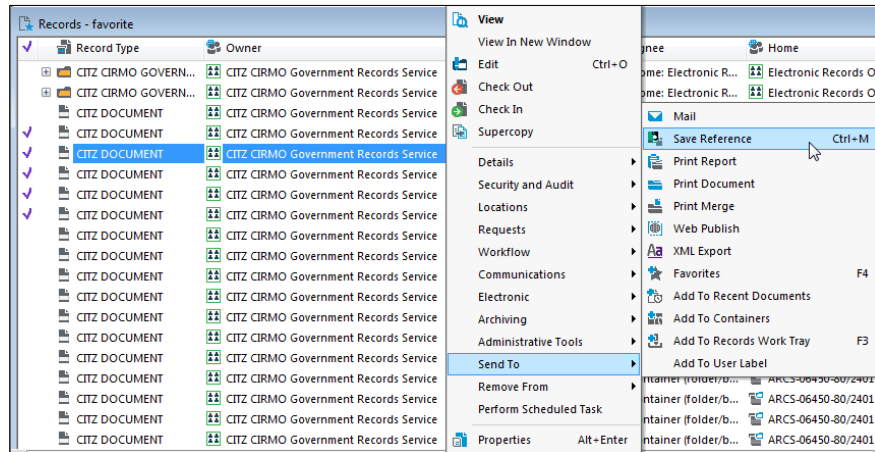 Records - favorite
Record Type Owner gnee Home
CITZ CIRMO GOVERN... CITZ CIRMO Government Records Service ome: Electronic R... Electronic Records O
CITZ CIRMO GOVERN... CITZ CIRMO Government Records Service ome: Electronic R... Electronic Records O
CITZ DOCUMENT CITZ CIRMO Government Records Service
CITZ DOCUMENT CITZ CIRMO Government Records Service
CITZ DOCUMENT CITZ CIRMO Government Records Service
CITZ DOCUMENT CITZ CIRMO Government Records Service
CITZ DOCUMENT CITZ CIRMO Government Records Service
CITZ DOCUMENT CITZ CIRMO Government Records Service
CITZ DOCUMENT CITZ CIRMO Government Records Service
CITZ DOCUMENT CITZ CIRMO Government Records Service
CITZ DOCUMENT CITZ CIRMO Government Records Service
CITZ DOCUMENT CITZ CIRMO Government Records Service
CITZ DOCUMENT CITZ CIRMO Government Records Service
CITZ DOCUMENT CITZ CIRMO Government Records Service
CITZ DOCUMENT CITZ CIRMO Government Records Service
CITZ DOCUMENT CITZ CIRMO Government Records Service ntainer (folder/b... ARCS-06450-80/2401
CITZ DOCUMENT CITZ CIRMO Government Records Service ntainer (folder/b... ARCS-06450-80/2401
CITZ DOCUMENT CITZ CIRMO Government Records Service ntainer (folder/b... ARCS-06450-80/2401
CITZ DOCUMENT CITZ CIRMO Government Records Service ntainer (folder/b... ARCS-06450-80/2401
View
View In New Window
Edit Ctrl+O
Check Out
Check In
Supercopy
Details
Security and Audit
Locations
Requests
Workflow
Communications
Electronic
Archiving
Administrative Tools
Send To
Remove From
Perform Scheduled Task
Properties Alt+Enter
Mail
Save Reference Ctrl+M
Print Report
Print Document
Print Merge
Web Publish
XML Export
Favorites F4
Add To Recent Documents
Add To Containers
Add To Records Work Tray F3
Add To User Label